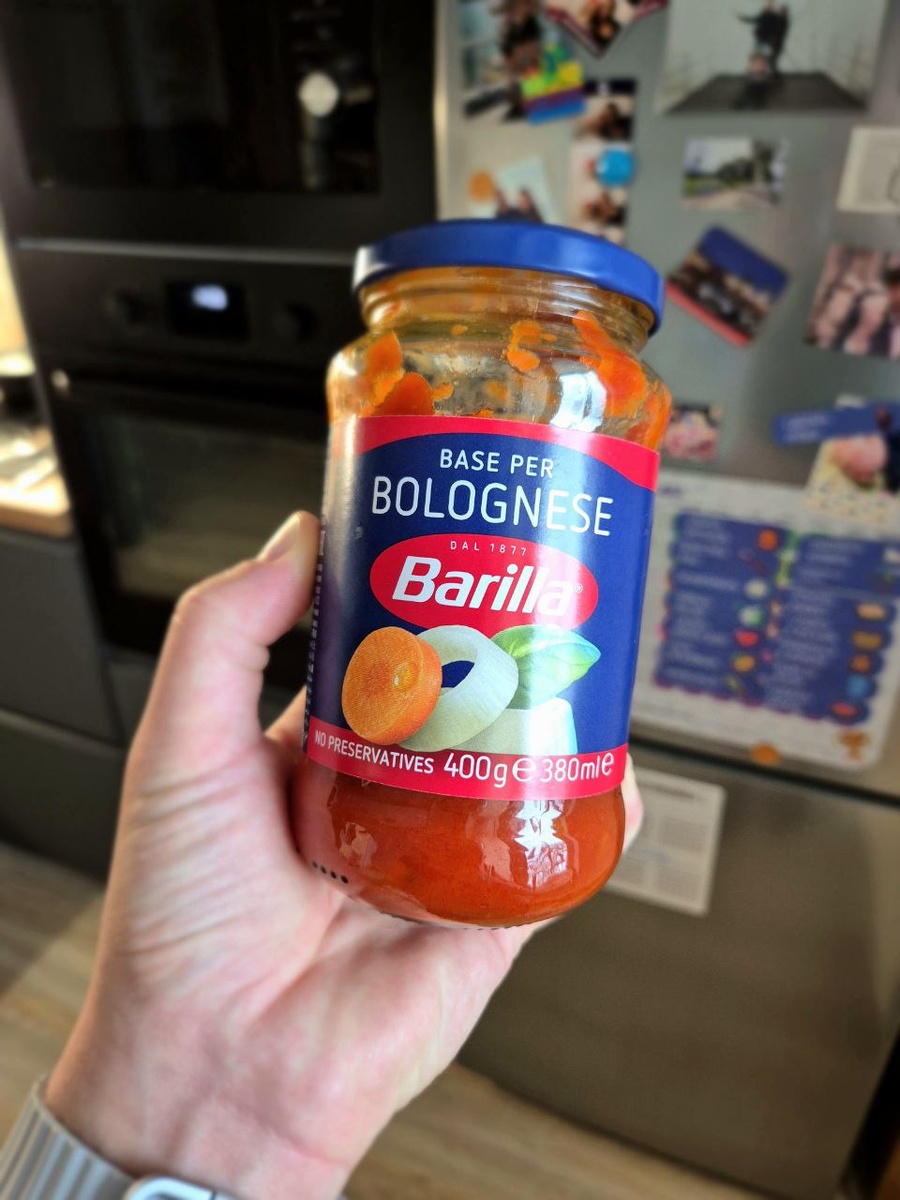 BASE PER
BOLOGNESE
DAL 1877
Barilla®
NO PRESERVATIVES 400g℮380ml℮